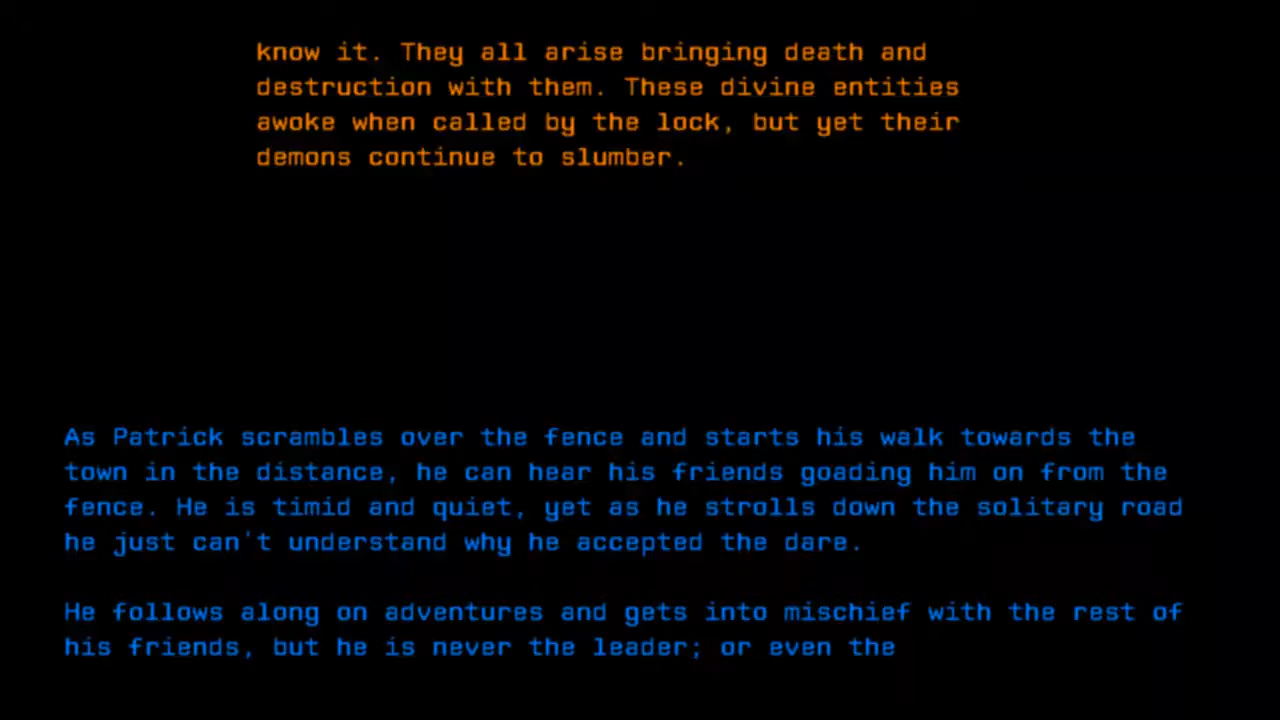 know it. They all arise bringing death and
destruction with them. These divine entities
awoke when called by the lock, but yet their
demons continue to slumber.
As Patrick scrambles over the fence and starts his walk towards the
town in the distance, he can hear his friends goading him on from the
fence. He is timid and quiet, yet as he strolls down the solitary road
he just can't understand why he accepted the dare.
He follows along on adventures and gets into mischief with the rest of
his friends, but he is never the leader; or even the